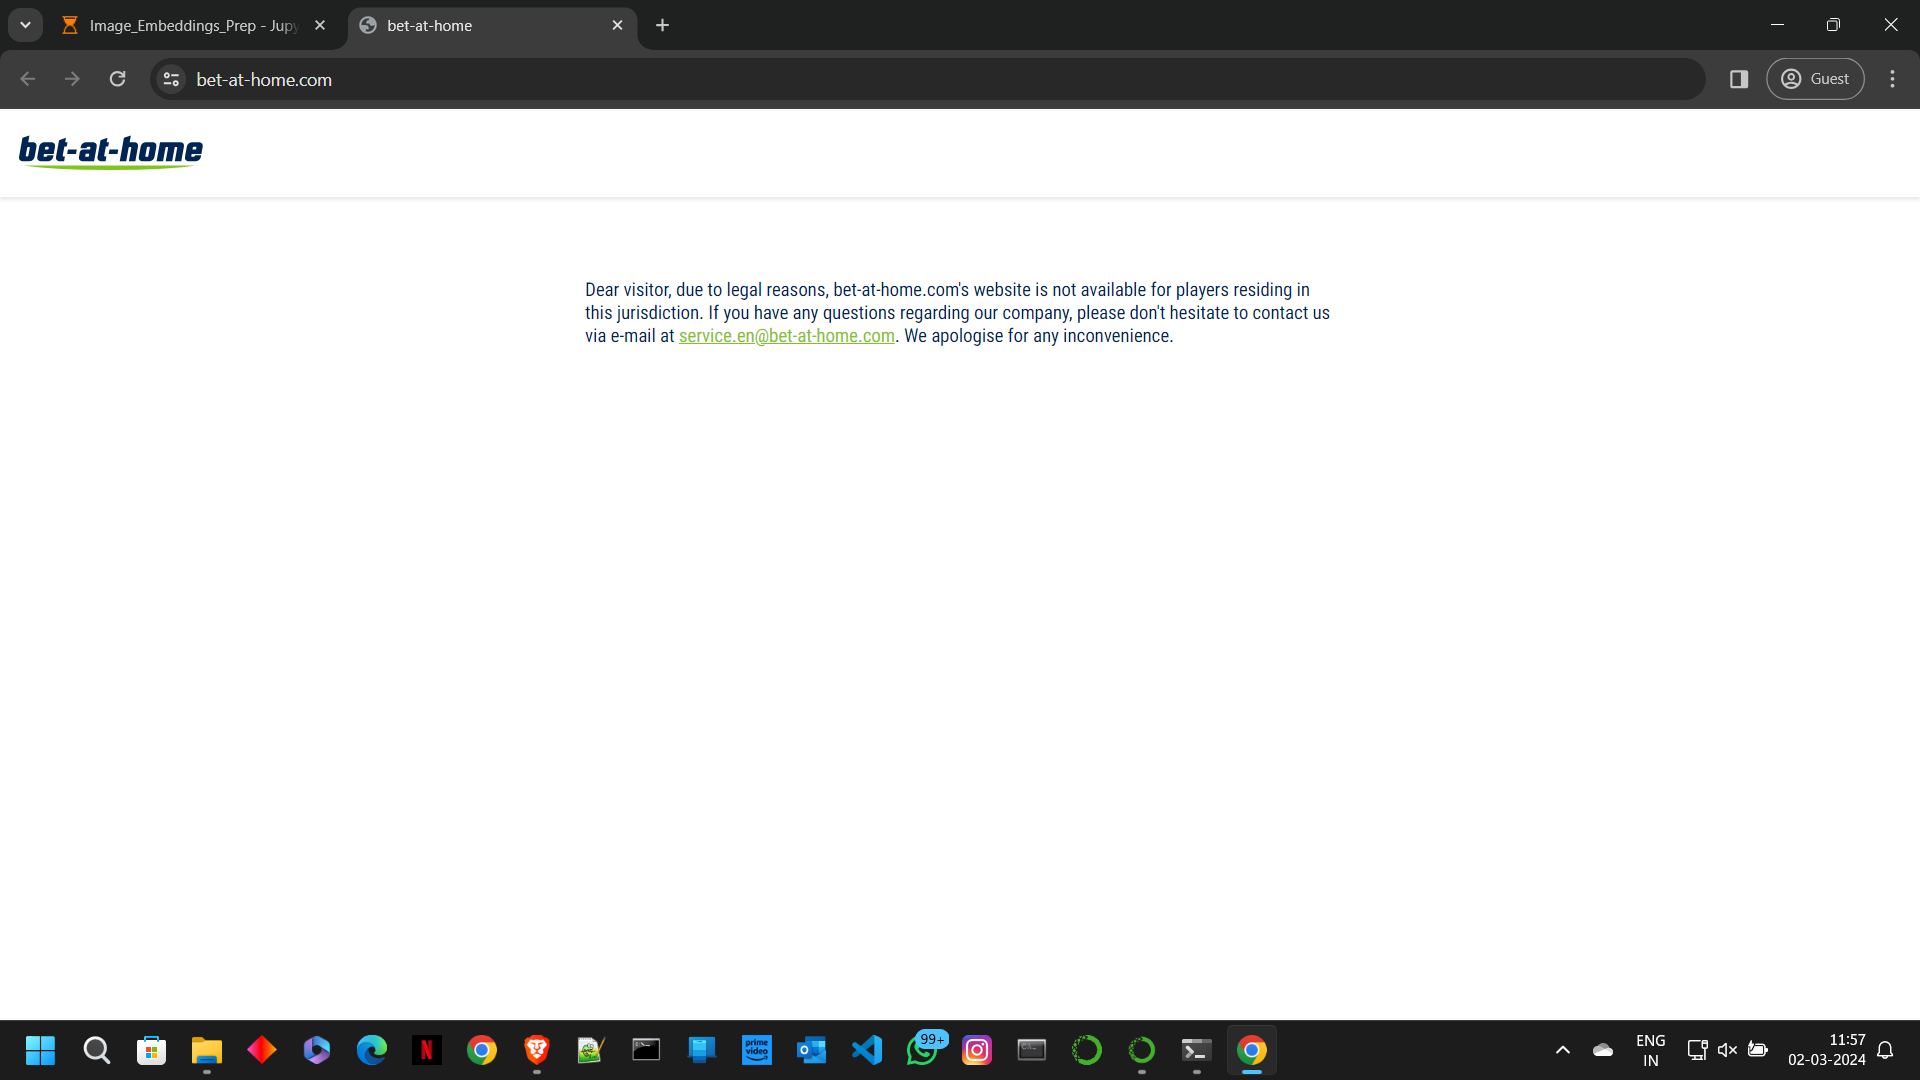 Image_Embeddings_Prep - Jupy
bet-at-home
bet-at-home.com
Guest
bet-at-home
Dear visitor, due to legal reasons, bet-at-home.com's website is not available for players residing in
this jurisdiction. If you have any questions regarding our company, please don't hesitate to contact us
via e-mail at service.en@bet-at-home.com. We apologise for any inconvenience.
N
prime
video
99+
ENG
IN
11:57
02-03-2024